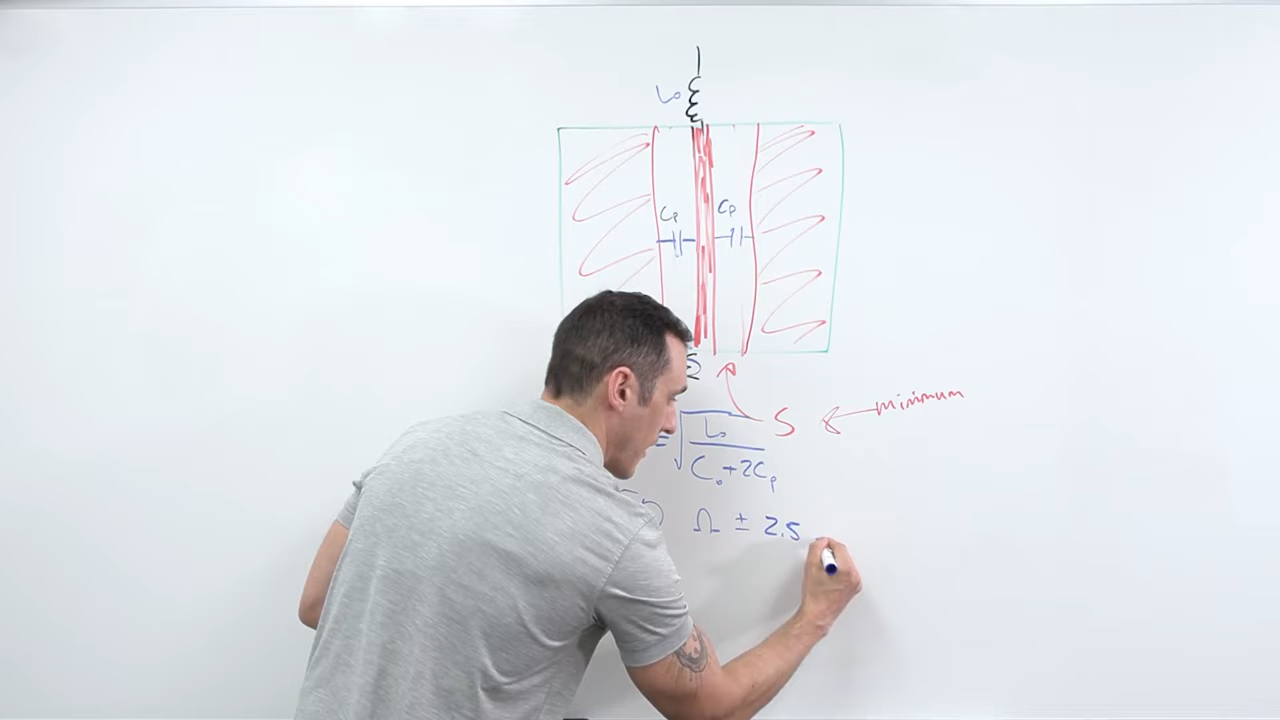 L₀
Cₚ Cₚ
S minimum
= √(L₀/(C₀+2Cₚ))
Ω ± 2.5